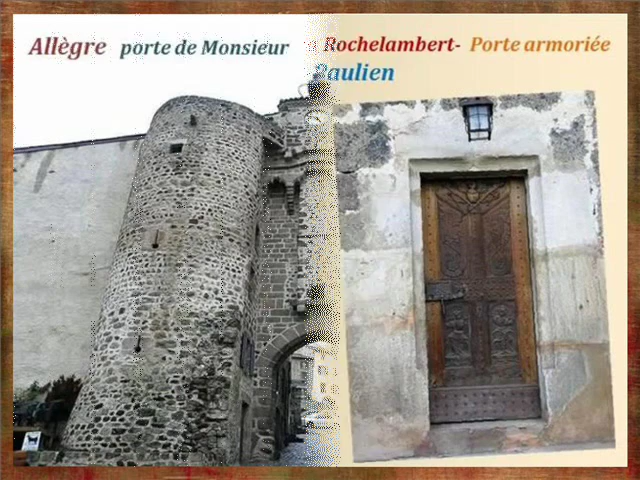 Allègre porte de Monsieur
Rochelambert- Porte armoriée
Paulien